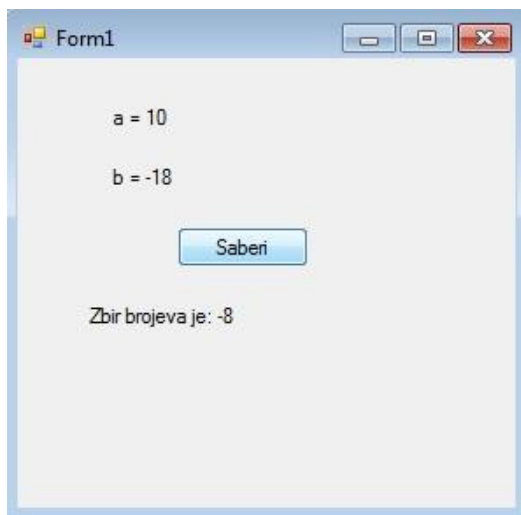 Form1
a = 10
b = -18
Saberi
Zbir brojeva je: -8